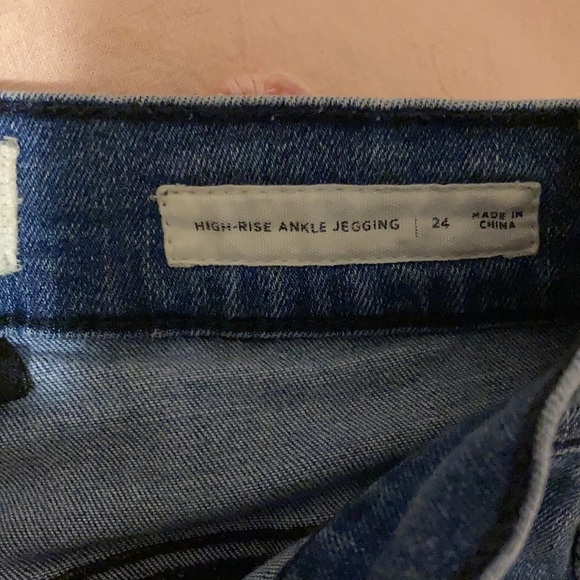 HIGH-RISE ANKLE JEGGING | 24 MADE IN
CHINA